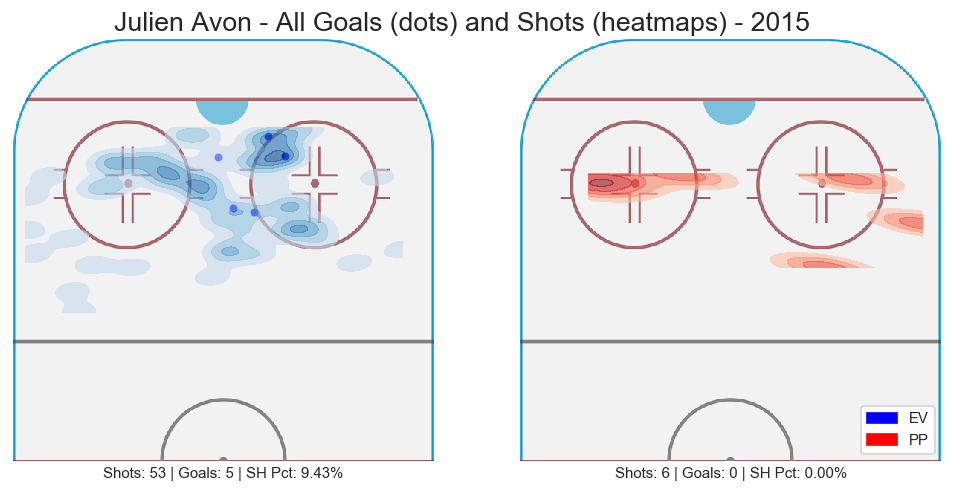 Julien Avon - All Goals (dots) and Shots (heatmaps) - 2015
EV
PP
Shots: 53 | Goals: 5 | SH Pct: 9.43%
Shots: 6 | Goals: 0 | SH Pct: 0.00%